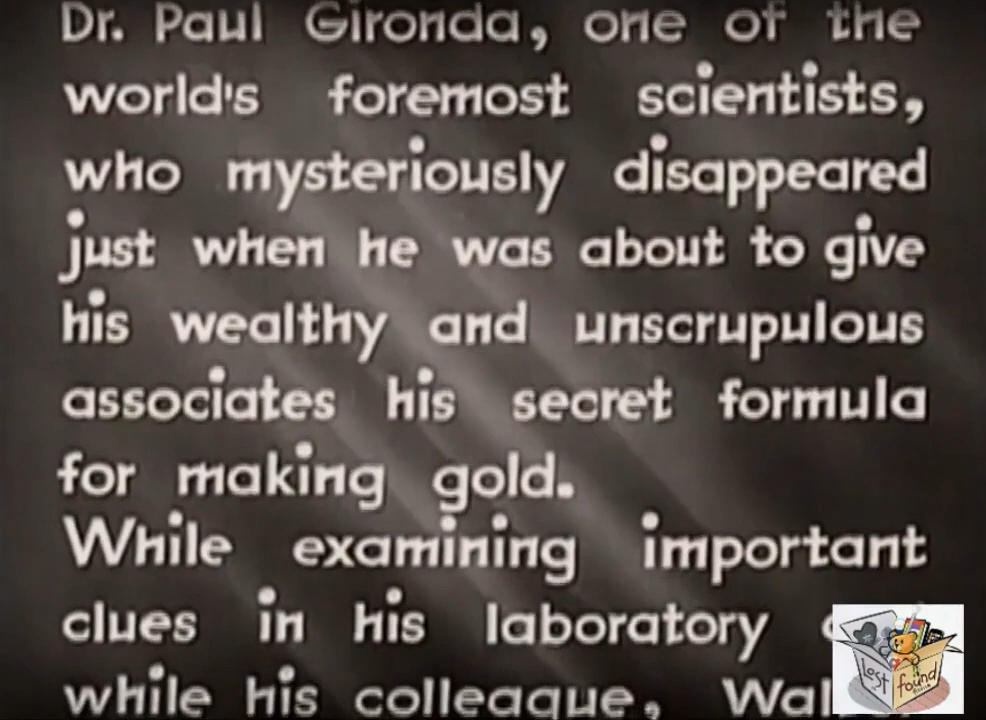 Dr. Paul Gironda, one of the
world's foremost scientists,
who mysteriously disappeared
just when he was about to give
his wealthy and unscrupulous
associates his secret formula
for making gold.
While examining important
clues in his laboratory
while his colleague,
Lost
found